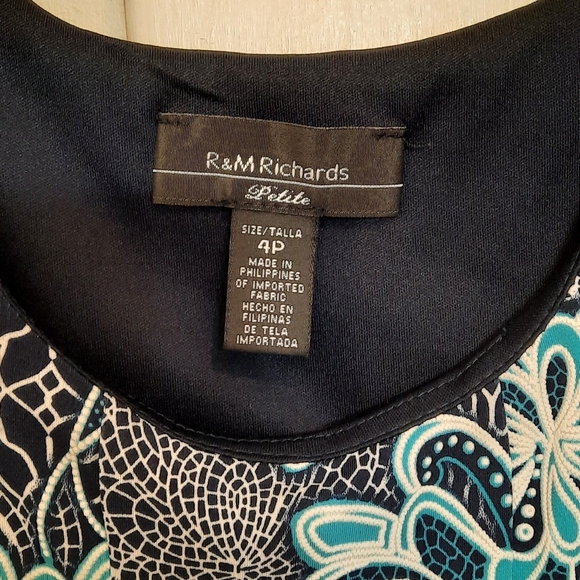 R&M Richards
Petite
SIZE/TALLA
4P
MADE IN
PHILIPPINES
OF IMPORTED
FABRIC
HECHO EN
FILIPINAS
DE TELA
IMPORTADA